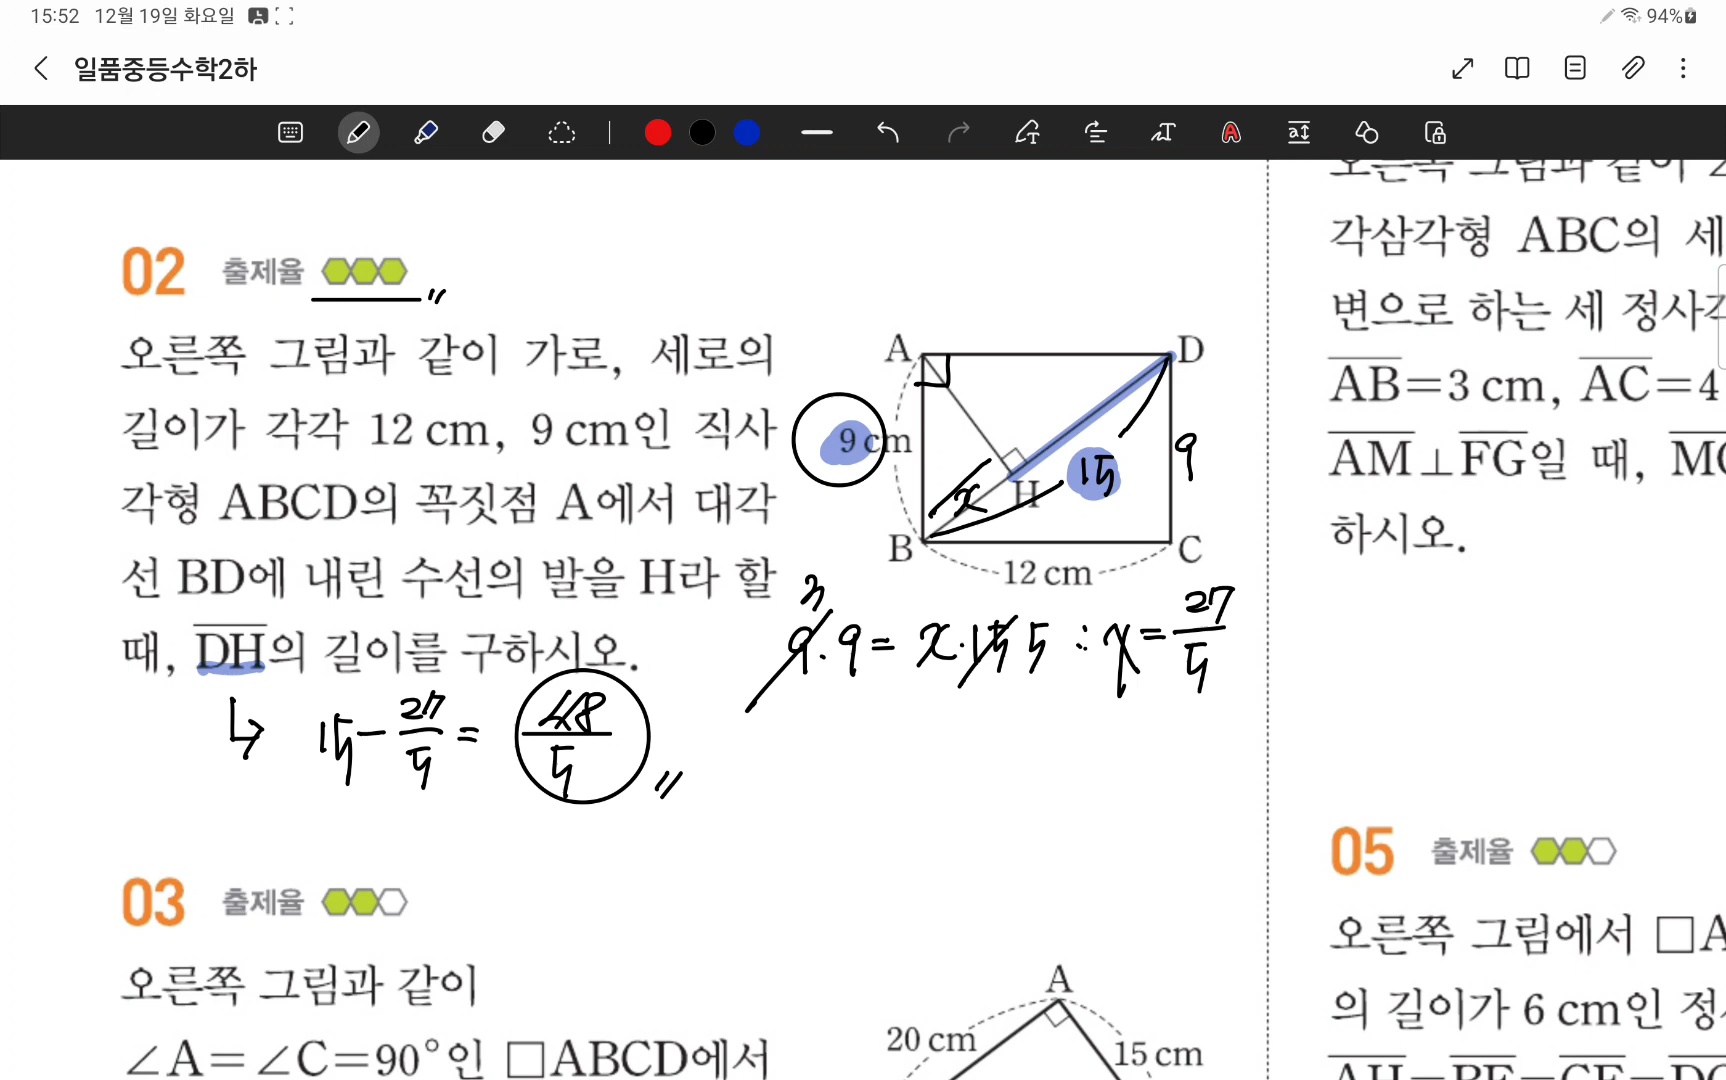 15:52 12월 19일 화요일
94%
일품중등수학2하
02 출제율
오른쪽 그림과 같이 가로, 세로의
길이가 각각 12 cm, 9 cm인 직사
각형 ABCD의 꼭짓점 A에서 대각
선 BD에 내린 수선의 발을 H라 할
때, DH의 길이를 구하시오.
A
D
9 cm
15
9
x
H
B
C
12 cm
3
9·9 = x·15 5 ∴ x = 27/5
↳ 15 - 27/5 = 48/5 〃
03 출제율
오른쪽 그림과 같이
∠A=∠C=90°인 □ABCD에서
A
20 cm
15 cm
각삼각형 ABC의 세
변으로 하는 세 정사각
AB=3 cm, AC=4
AM⊥FG일 때,
하시오.
05 출제율
오른쪽 그림에서 □A
의 길이가 6 cm인 정사